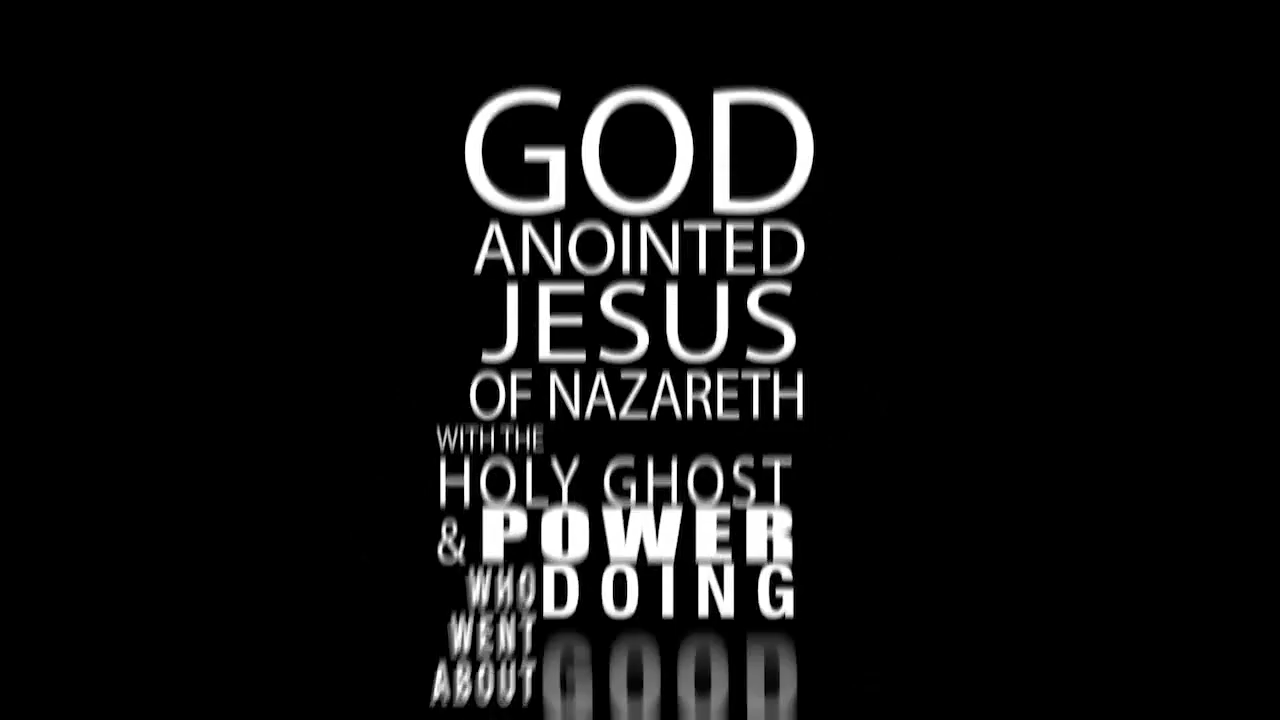 GOD
ANOINTED
JESUS
OF NAZARETH
WITH THE
HOLY GHOST
& POWER
WHO
WENT
ABOUT
DOING
GOOD